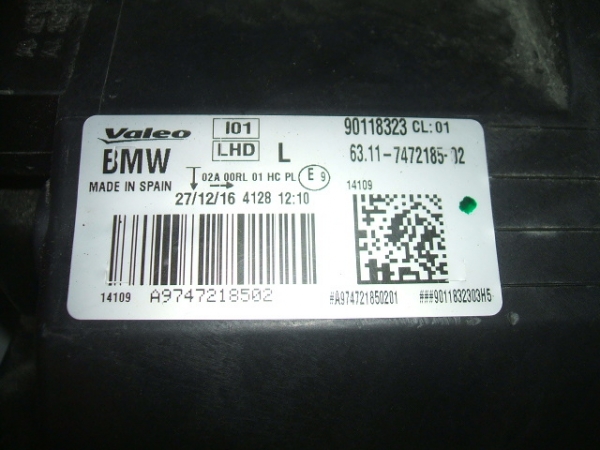 Valeo I01 90118323 CL:01
BMW LHD L 63.11-7472185-02
MADE IN SPAIN 02A 00RL 01 HC PL E 9
27/12/16 4128 12:10 14109
14109 A9747218502 #A974721850201 ###9011832303H5